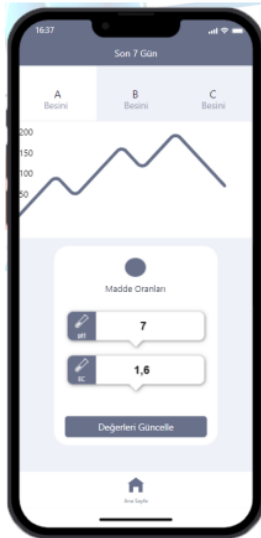 16:37
Son 7 Gün
A
Besini
B
Besini
C
Besini
200
150
100
50
Madde Oranları
pH
7
EC
1,6
Değerleri Güncelle
Ana Sayfa